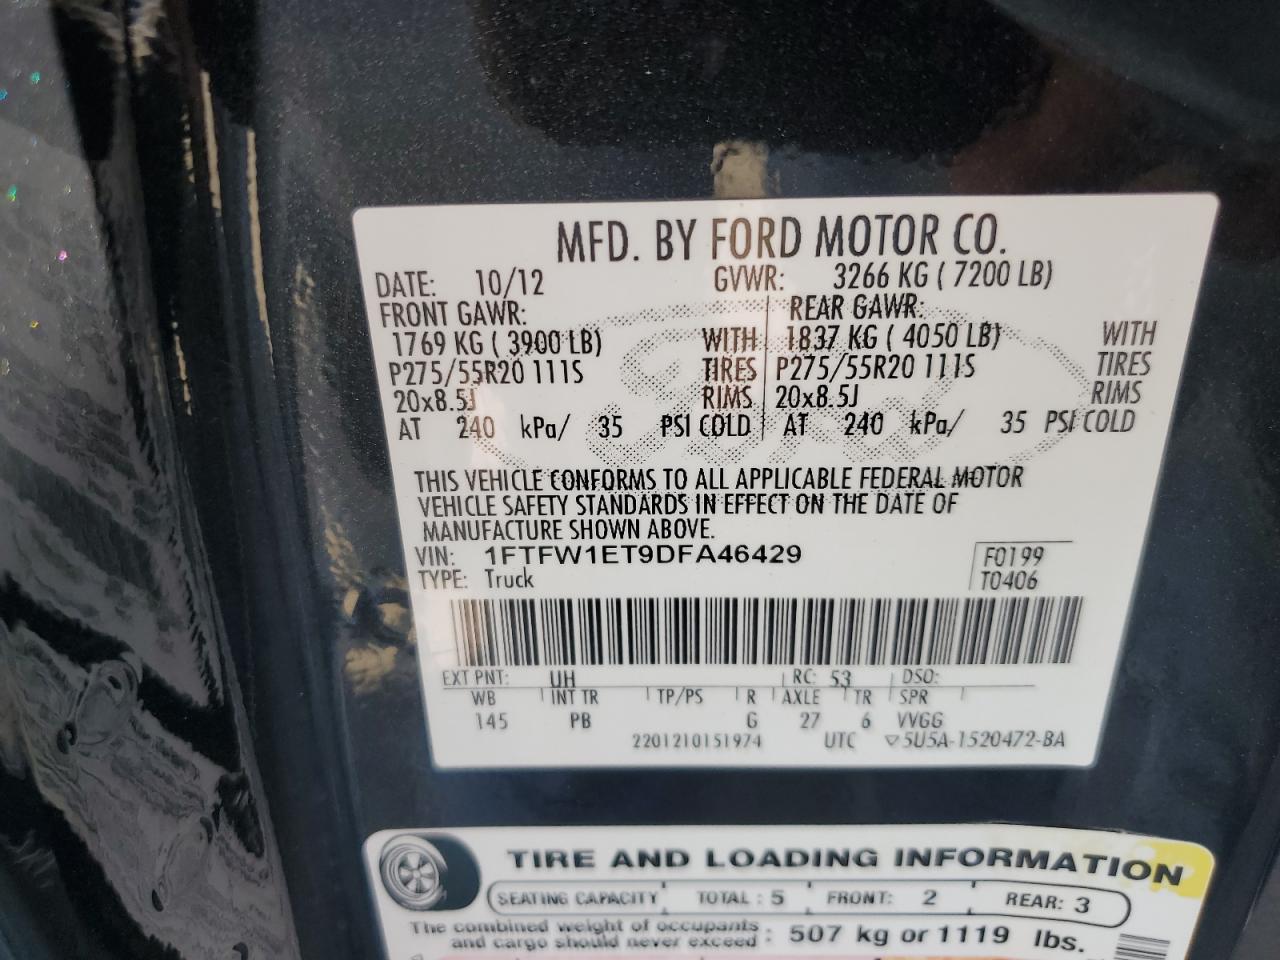 MFD. BY FORD MOTOR CO.
DATE: 10/12 GVWR: 3266 KG ( 7200 LB)
FRONT GAWR: REAR GAWR:
1769 KG ( 3900 LB) WITH 1837 KG ( 4050 LB) WITH
P275/55R20 111S TIRES P275/55R20 111S TIRES
20x8.5J RIMS 20x8.5J RIMS
AT 240 kPa/ 35 PSI COLD AT 240 kPa/ 35 PSI COLD
THIS VEHICLE CONFORMS TO ALL APPLICABLE FEDERAL MOTOR
VEHICLE SAFETY STANDARDS IN EFFECT ON THE DATE OF
MANUFACTURE SHOWN ABOVE.
VIN: 1FTFW1ET9DFA46429 F0199
TYPE: Truck T0406
EXT PNT: UH RC: 53 DSO:
WB INT TR TP/PS R AXLE TR SPR
145 PB G 27 6 VVGG
2201210151974 UTC ▽5U5A-1520472-BA
TIRE AND LOADING INFORMATION
SEATING CAPACITY TOTAL : 5 FRONT: 2 REAR: 3
The combined weight of occupants
and cargo should never exceed : 507 kg or 1119 lbs.